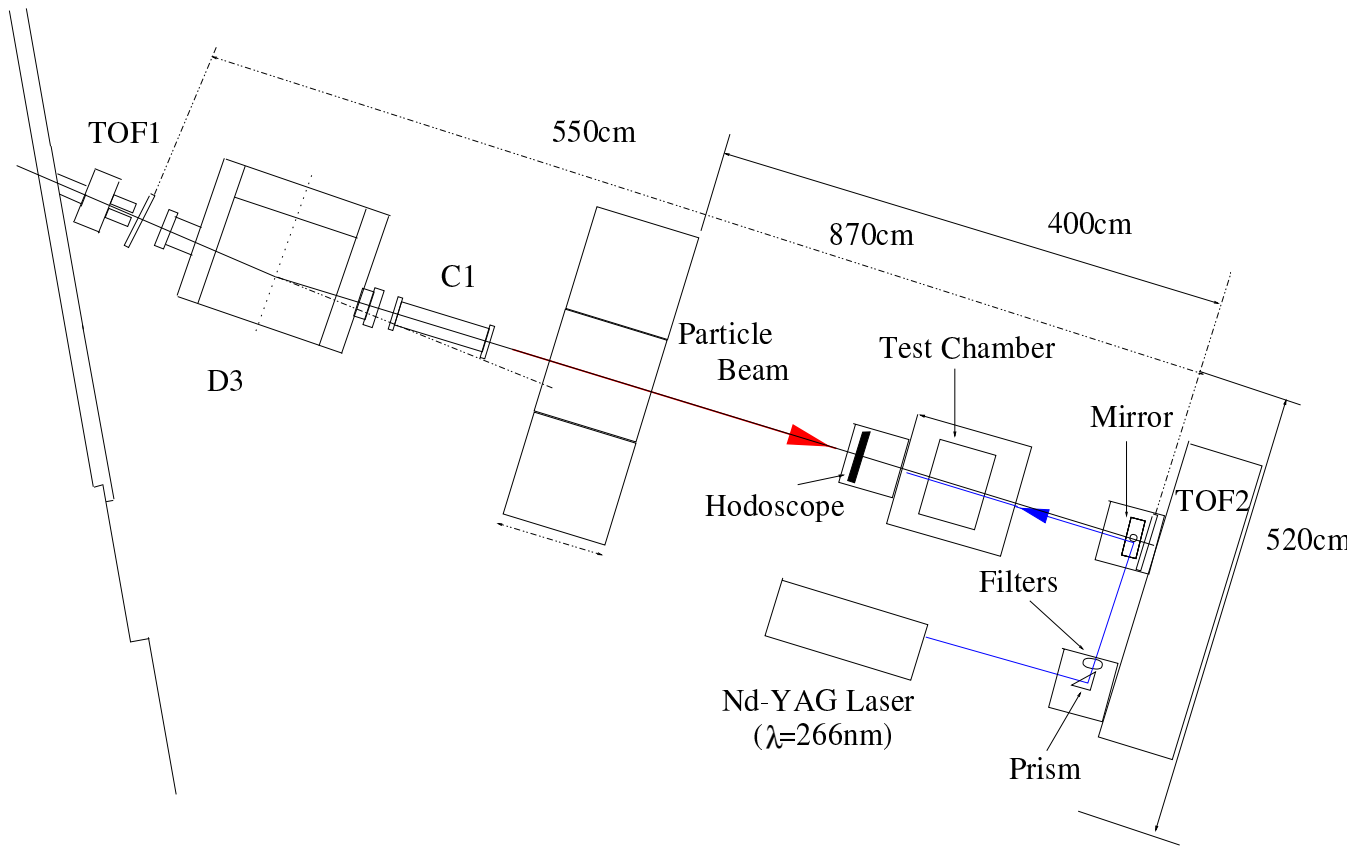 TOF1
550cm
400cm
870cm
C1
Particle
Beam
Test Chamber
D3
Mirror
Hodoscope
TOF2
520cm
Filters
Nd-YAG Laser
(λ=266nm)
Prism